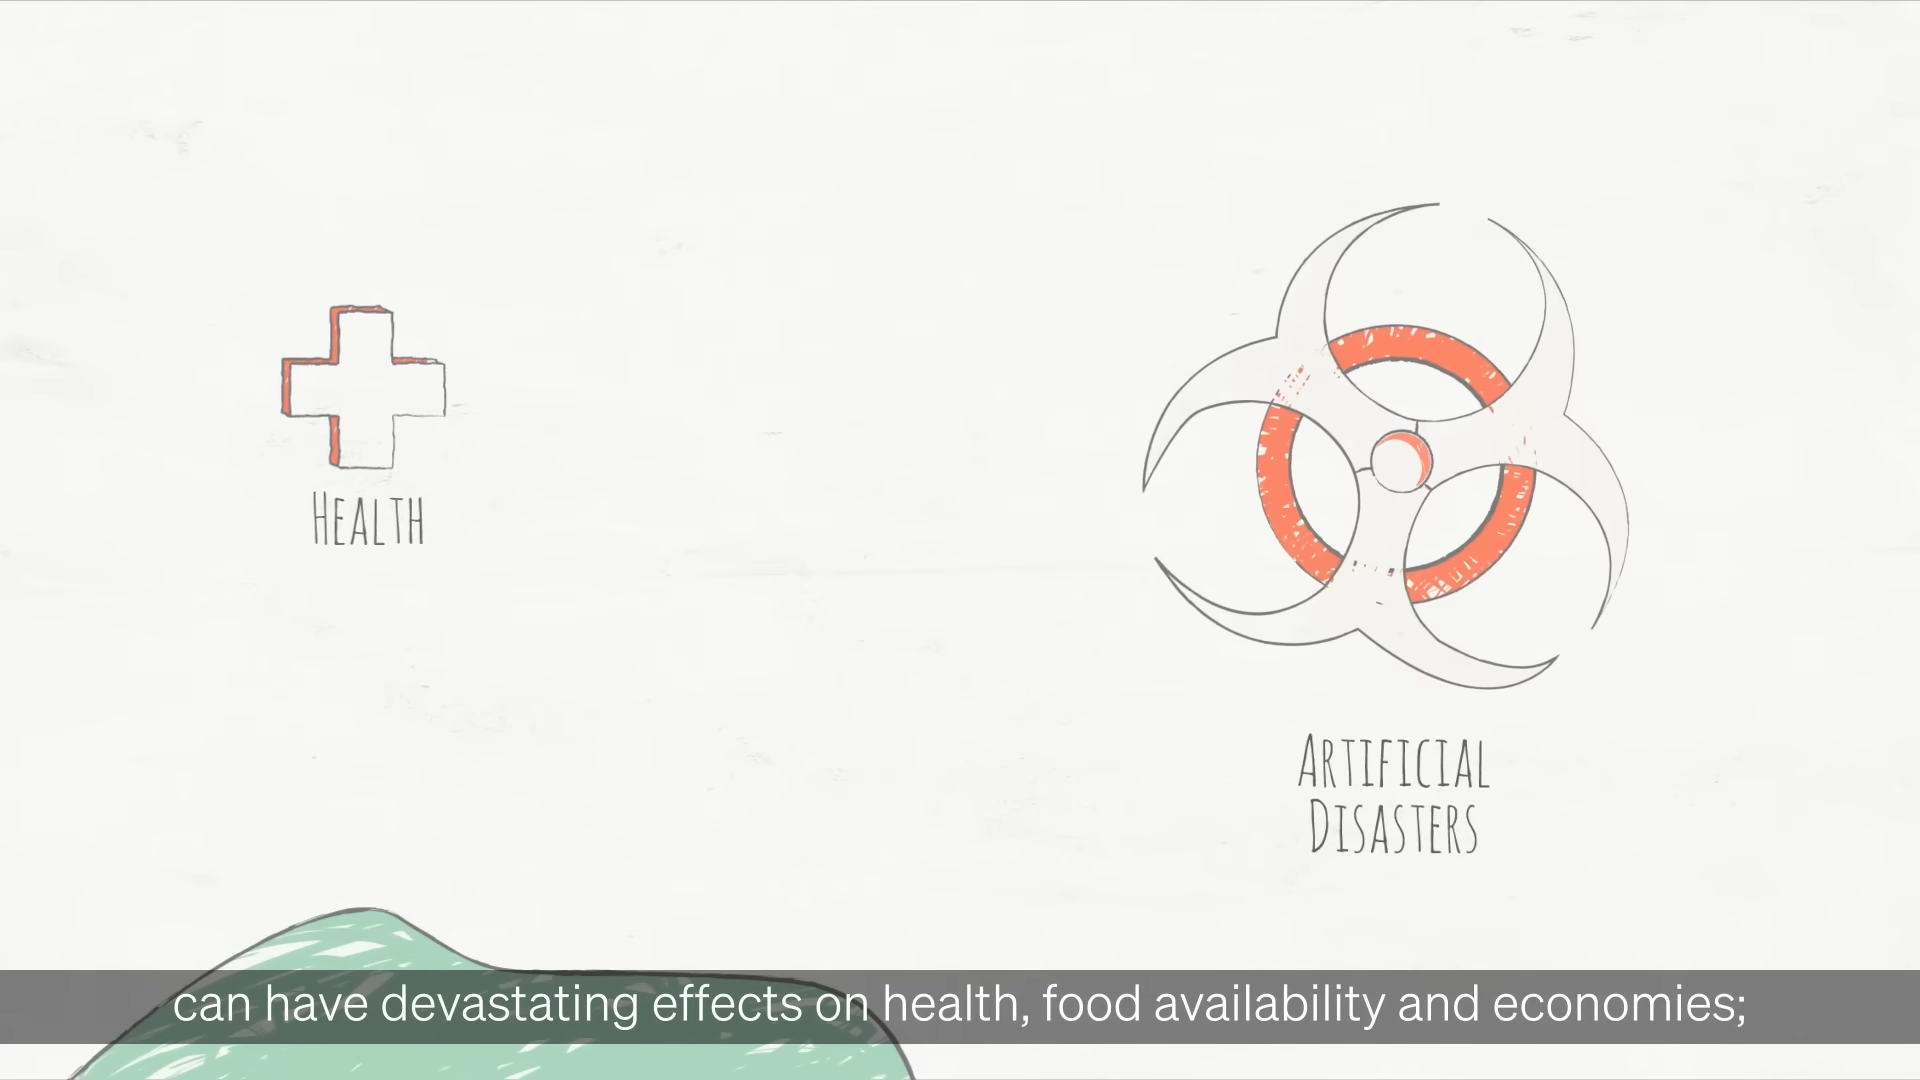 Health
Artificial
Disasters
can have devastating effects on health, food availability and economies;